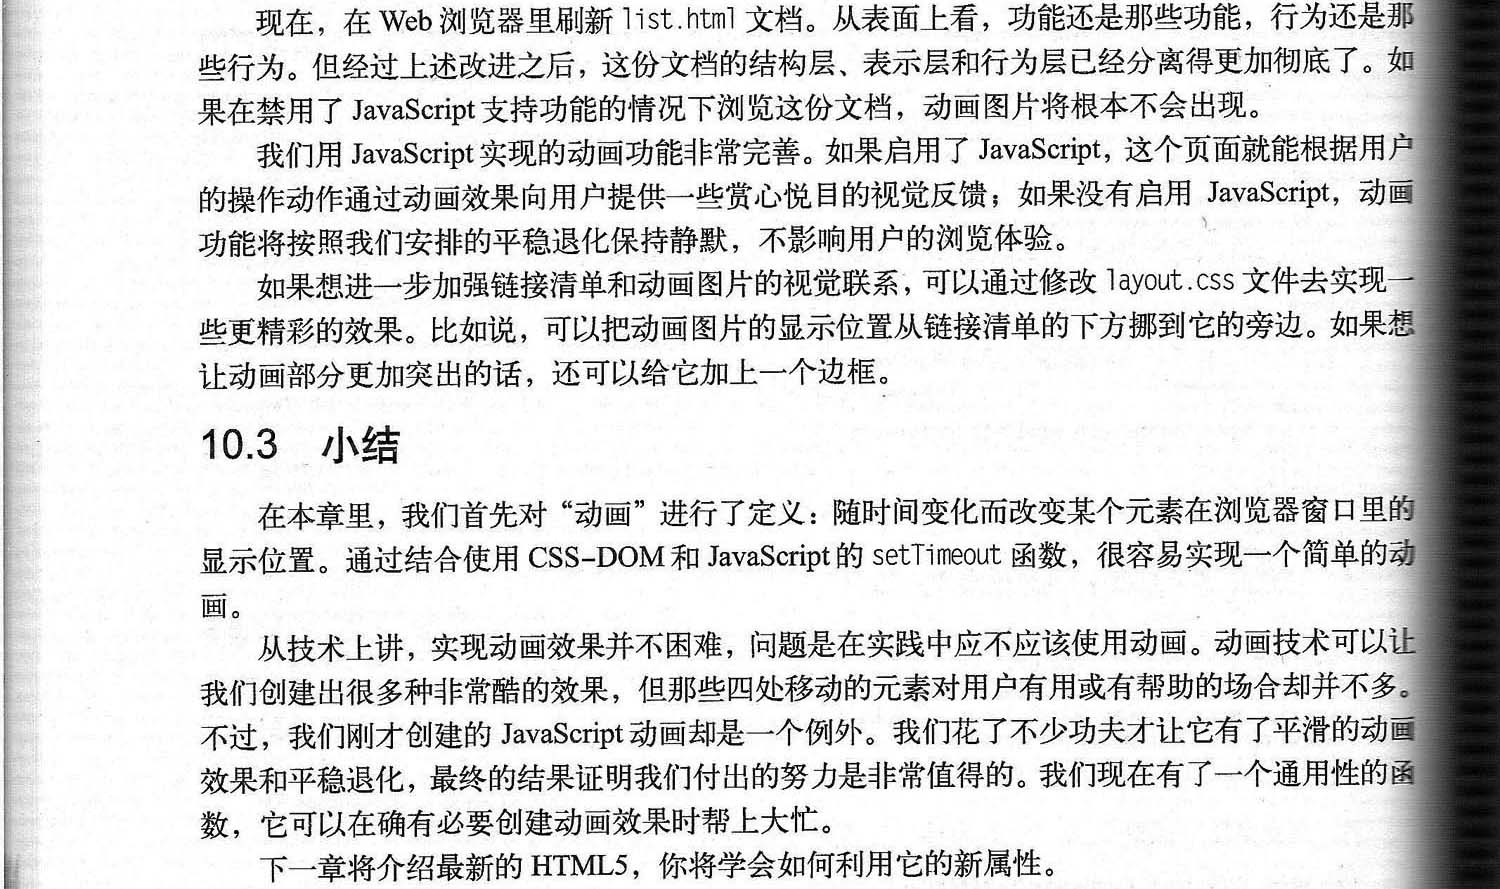 现在，在 Web 浏览器里刷新 list.html 文档。从表面上看，功能还是那些功能，行为还是那
些行为。但经过上述改进之后，这份文档的结构层、表示层和行为层已经分离得更加彻底了。如
果在禁用了 JavaScript 支持功能的情况下浏览这份文档，动画图片将根本不会出现。
我们用 JavaScript 实现的动画功能非常完善。如果启用了 JavaScript，这个页面就能根据用户
的操作动作通过动画效果向用户提供一些赏心悦目的视觉反馈；如果没有启用 JavaScript，动画
功能将按照我们安排的平稳退化保持静默，不影响用户的浏览体验。
如果想进一步加强链接清单和动画图片的视觉联系，可以通过修改 layout.css 文件去实现一
些更精彩的效果。比如说，可以把动画图片的显示位置从链接清单的下方挪到它的旁边。如果想
让动画部分更加突出的话，还可以给它加上一个边框。
10.3 小结
在本章里，我们首先对“动画”进行了定义：随时间变化而改变某个元素在浏览器窗口里的
显示位置。通过结合使用 CSS-DOM 和 JavaScript 的 setTimeout 函数，很容易实现一个简单的动
画。
从技术上讲，实现动画效果并不困难，问题是在实践中应不应该使用动画。动画技术可以让
我们创建出很多种非常酷的效果，但那些四处移动的元素对用户有用或有帮助的场合却并不多。
不过，我们刚才创建的 JavaScript 动画却是一个例外。我们花了不少功夫才让它有了平滑的动画
效果和平稳退化，最终的结果证明我们付出的努力是非常值得的。我们现在有了一个通用性的函
数，它可以在确有必要创建动画效果时帮上大忙。
下一章将介绍最新的 HTML5，你将学会如何利用它的新属性。